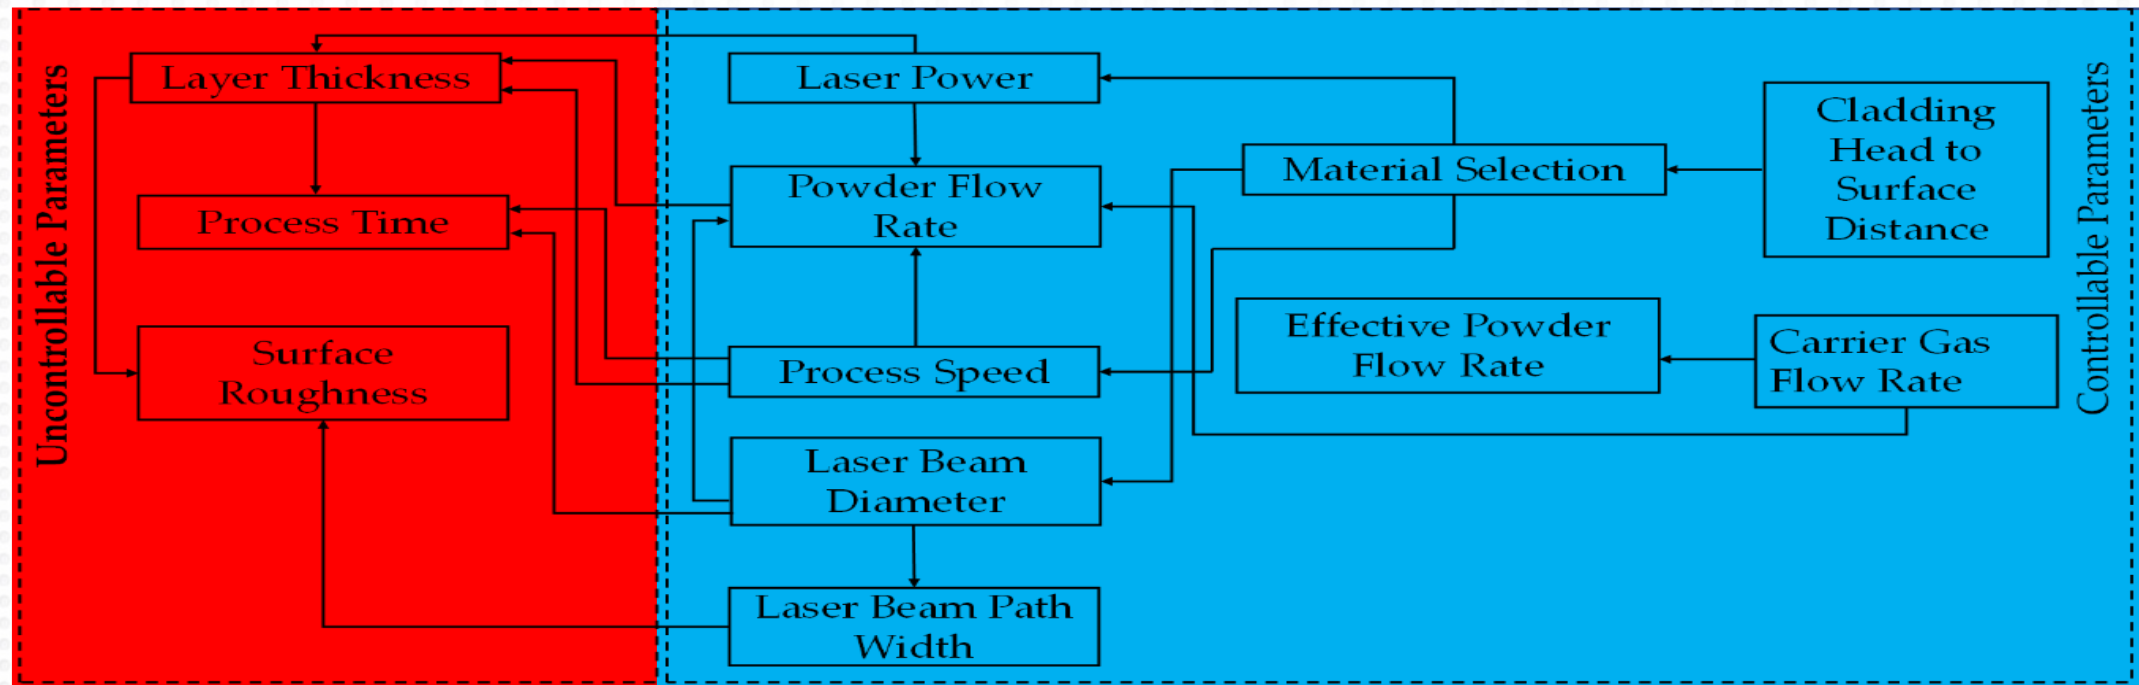 Uncontrollable Parameters
Layer Thickness
Process Time
Surface
Roughness
Laser Power
Powder Flow
Rate
Process Speed
Laser Beam
Diameter
Laser Beam Path
Width
Material Selection
Effective Powder
Flow Rate
Cladding
Head to
Surface
Distance
Carrier Gas
Flow Rate
Controllable Parameters